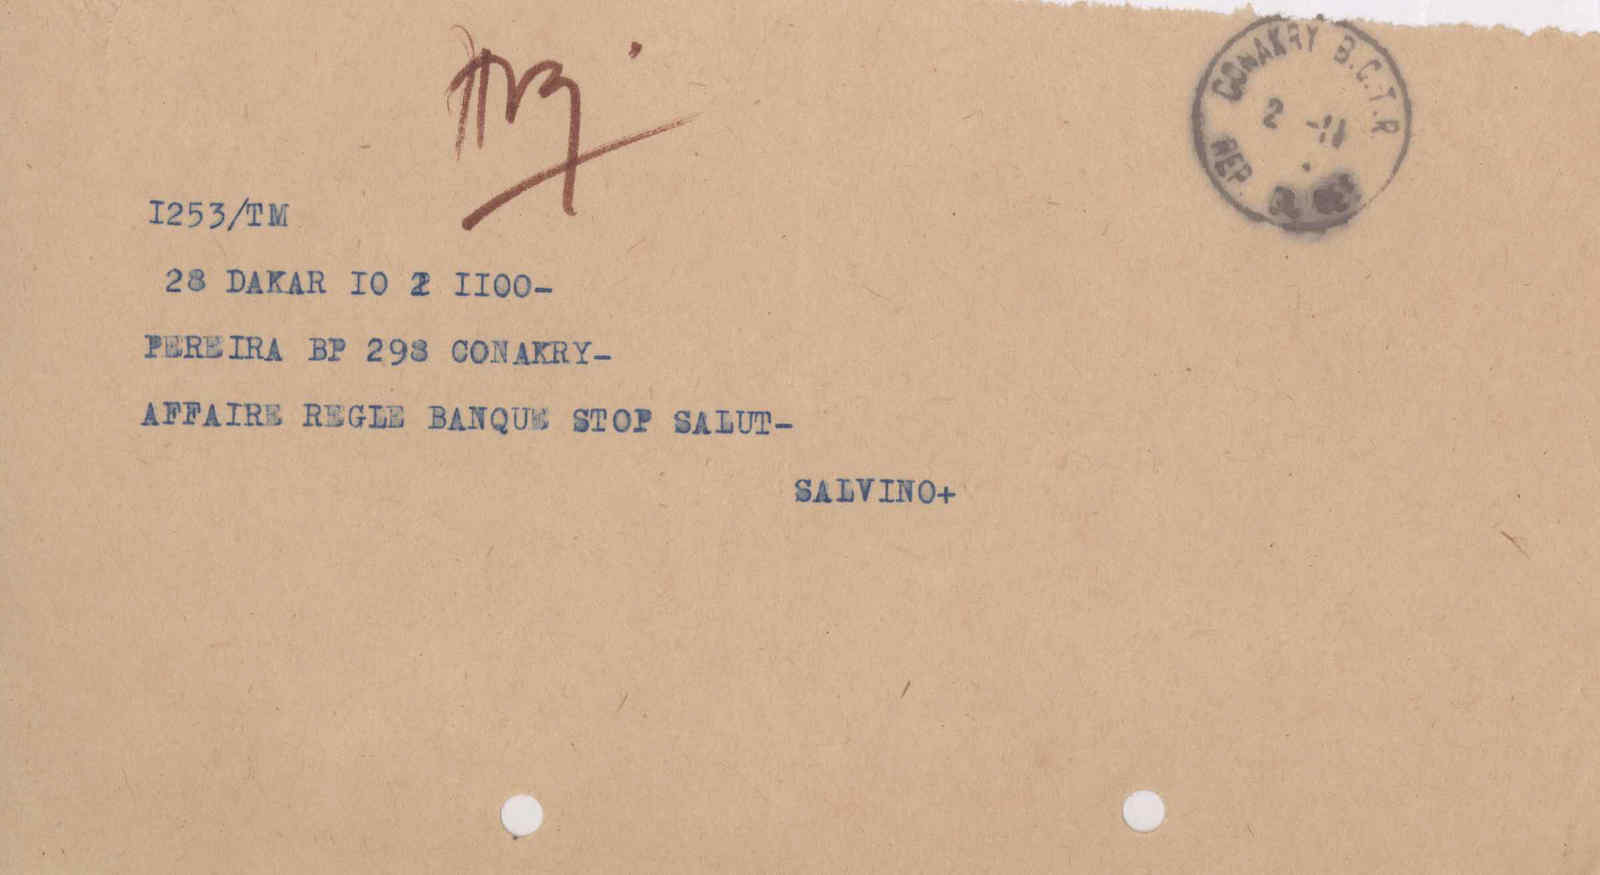 CONAKRY B.C.T.R
2 -11
REP. DE
I253/TM
28 DAKAR IO 2 II00-
PEREIRA BP 298 CONAKRY-
AFFAIRE REGLE BANQUE STOP SALUT-
SALVINO+